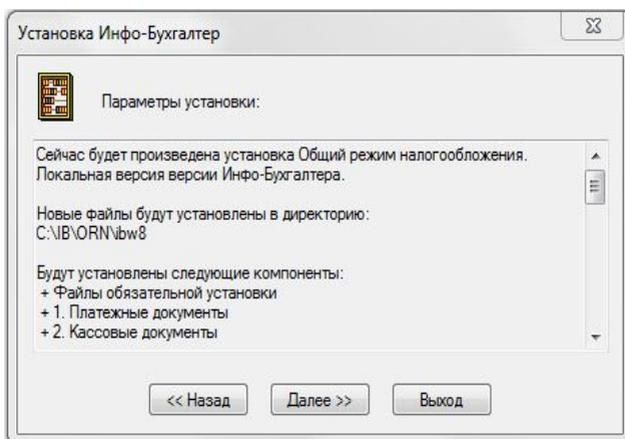 Установка Инфо-Бухгалтер
Параметры установки:
Сейчас будет произведена установка Общий режим налогообложения.
Локальная версия версии Инфо-Бухгалтера.
Новые файлы будут установлены в директорию:
C:\IB\ORN\ibw8
Будут установлены следующие компоненты:
+ Файлы обязательной установки
+ 1. Платежные документы
+ 2. Кассовые документы
<< Назад
Далее >>
Выход